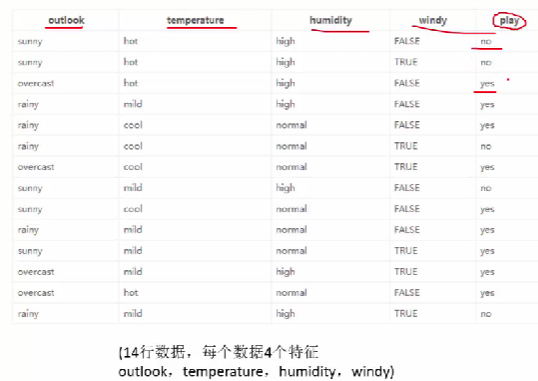 outlook temperature humidity windy play
sunny hot high FALSE no
sunny hot high TRUE no
overcast hot high FALSE yes
rainy mild high FALSE yes
rainy cool normal FALSE yes
rainy cool normal TRUE no
overcast cool normal TRUE yes
sunny mild high FALSE no
sunny cool normal FALSE yes
rainy mild normal FALSE yes
sunny mild normal TRUE yes
overcast mild high TRUE yes
overcast hot normal FALSE yes
rainy mild high TRUE no
(14行数据，每个数据4个特征
outlook，temperature，humidity，windy)